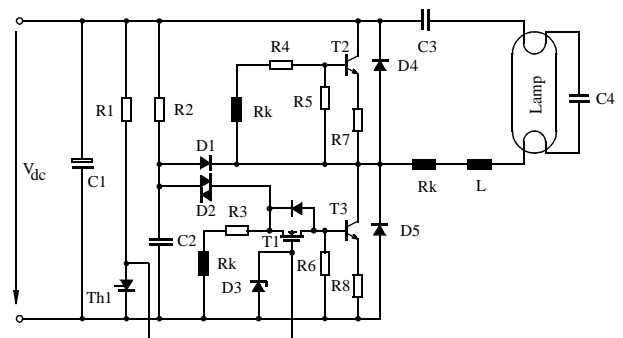 T2
C3
R4
D4
R1
R2
R5
Lamp
C4
Rk
R7
V dc
C1
D1
D2
Rk
L
R3
T3
D5
C2
T1
Rk
R6
R8
Th1
D3